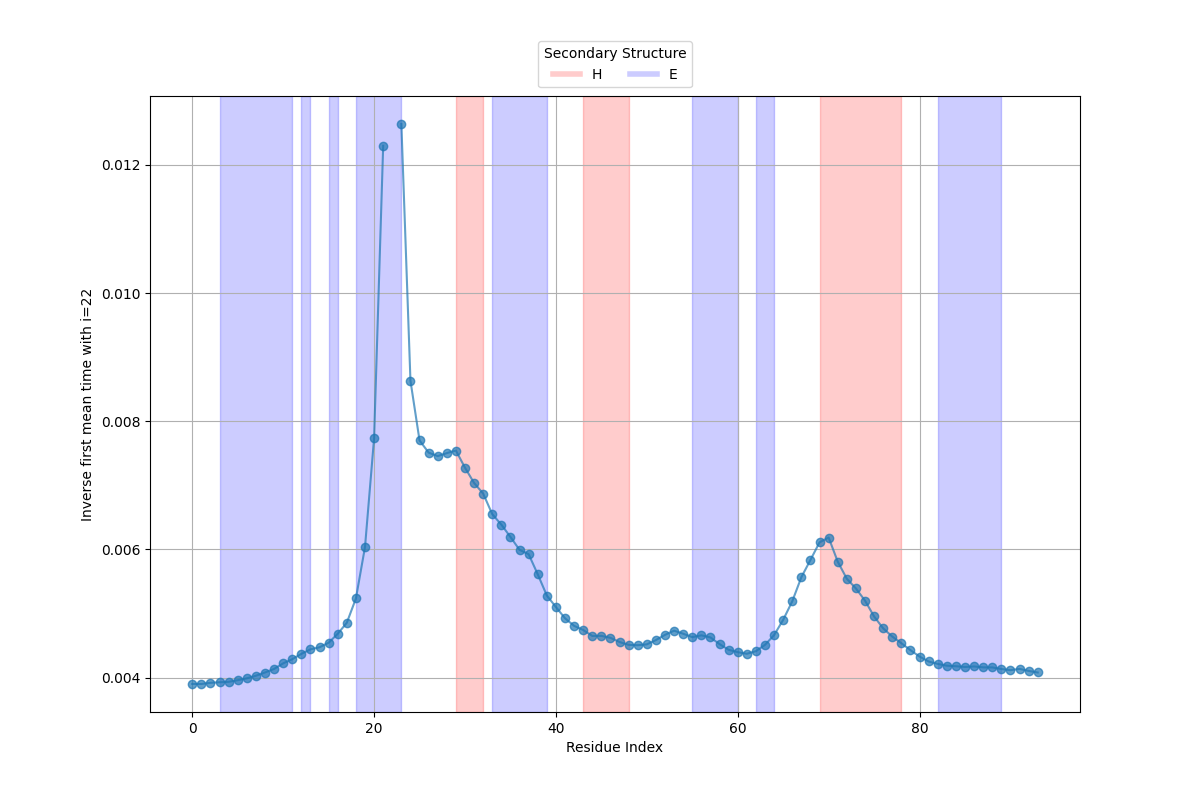 Secondary Structure
H E
Inverse first mean time with i=22
0.012
0.010
0.008
0.006
0.004
0 20 40 60 80
Residue Index